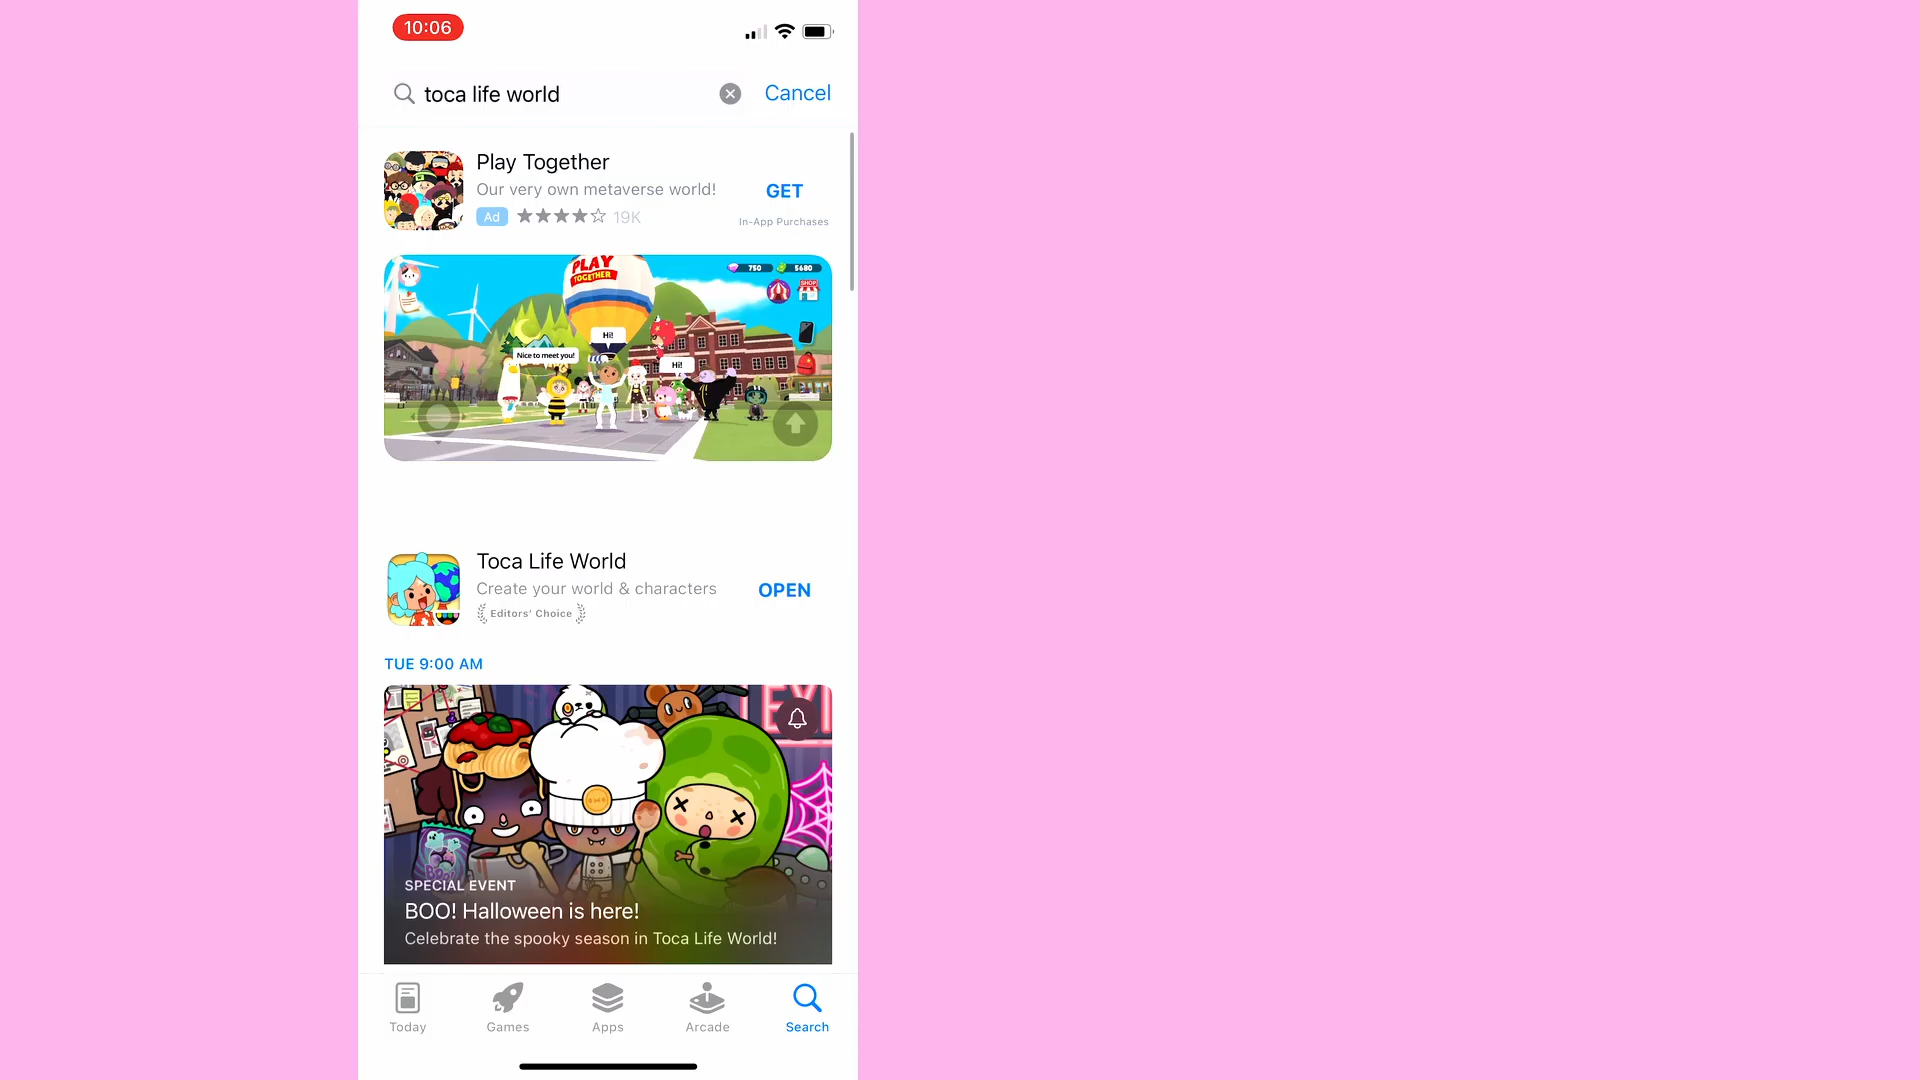 10:06
toca life world
Cancel
Play Together
Our very own metaverse world!
GET
Ad
19K
In-App Purchases
PLAY
TOGETHER
750
5680
SHOP
Hi!
Nice to meet you!
Hi!
Toca Life World
Create your world & characters
OPEN
Editors' Choice
TUE 9:00 AM
SPECIAL EVENT
BOO! Halloween is here!
Celebrate the spooky season in Toca Life World!
Today
Games
Apps
Arcade
Search